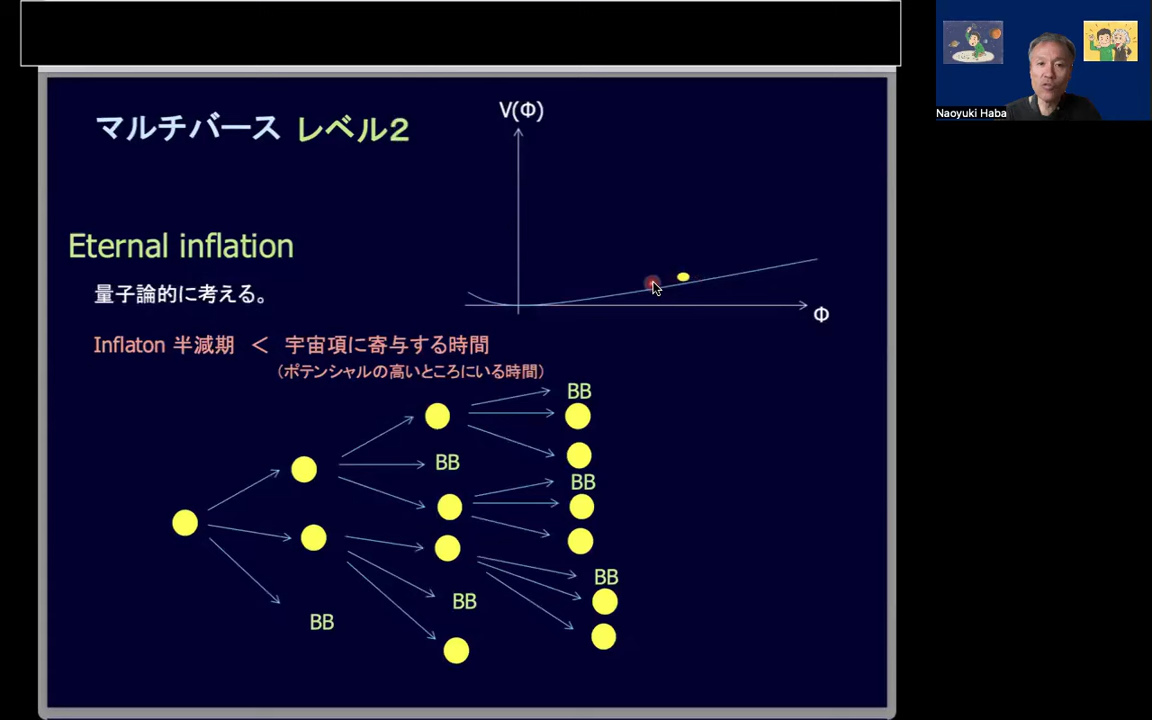 マルチバース レベル2
V(Φ)
Φ
Eternal inflation
量子論的に考える。
Inflaton 半減期 < 宇宙項に寄与する時間
(ポテンシャルの高いところにいる時間)
BB
BB
BB
BB
BB
BB
Naoyuki Haba